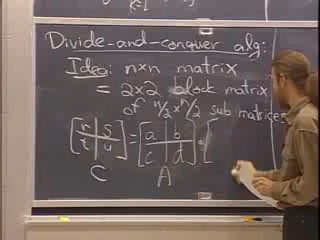 Divide-and-conquer alg:
Idea: n×n matrix
= 2×2 block matrix
of n/2 × n/2 sub matrices
[r s = [a b · [
t u] c d]
C A